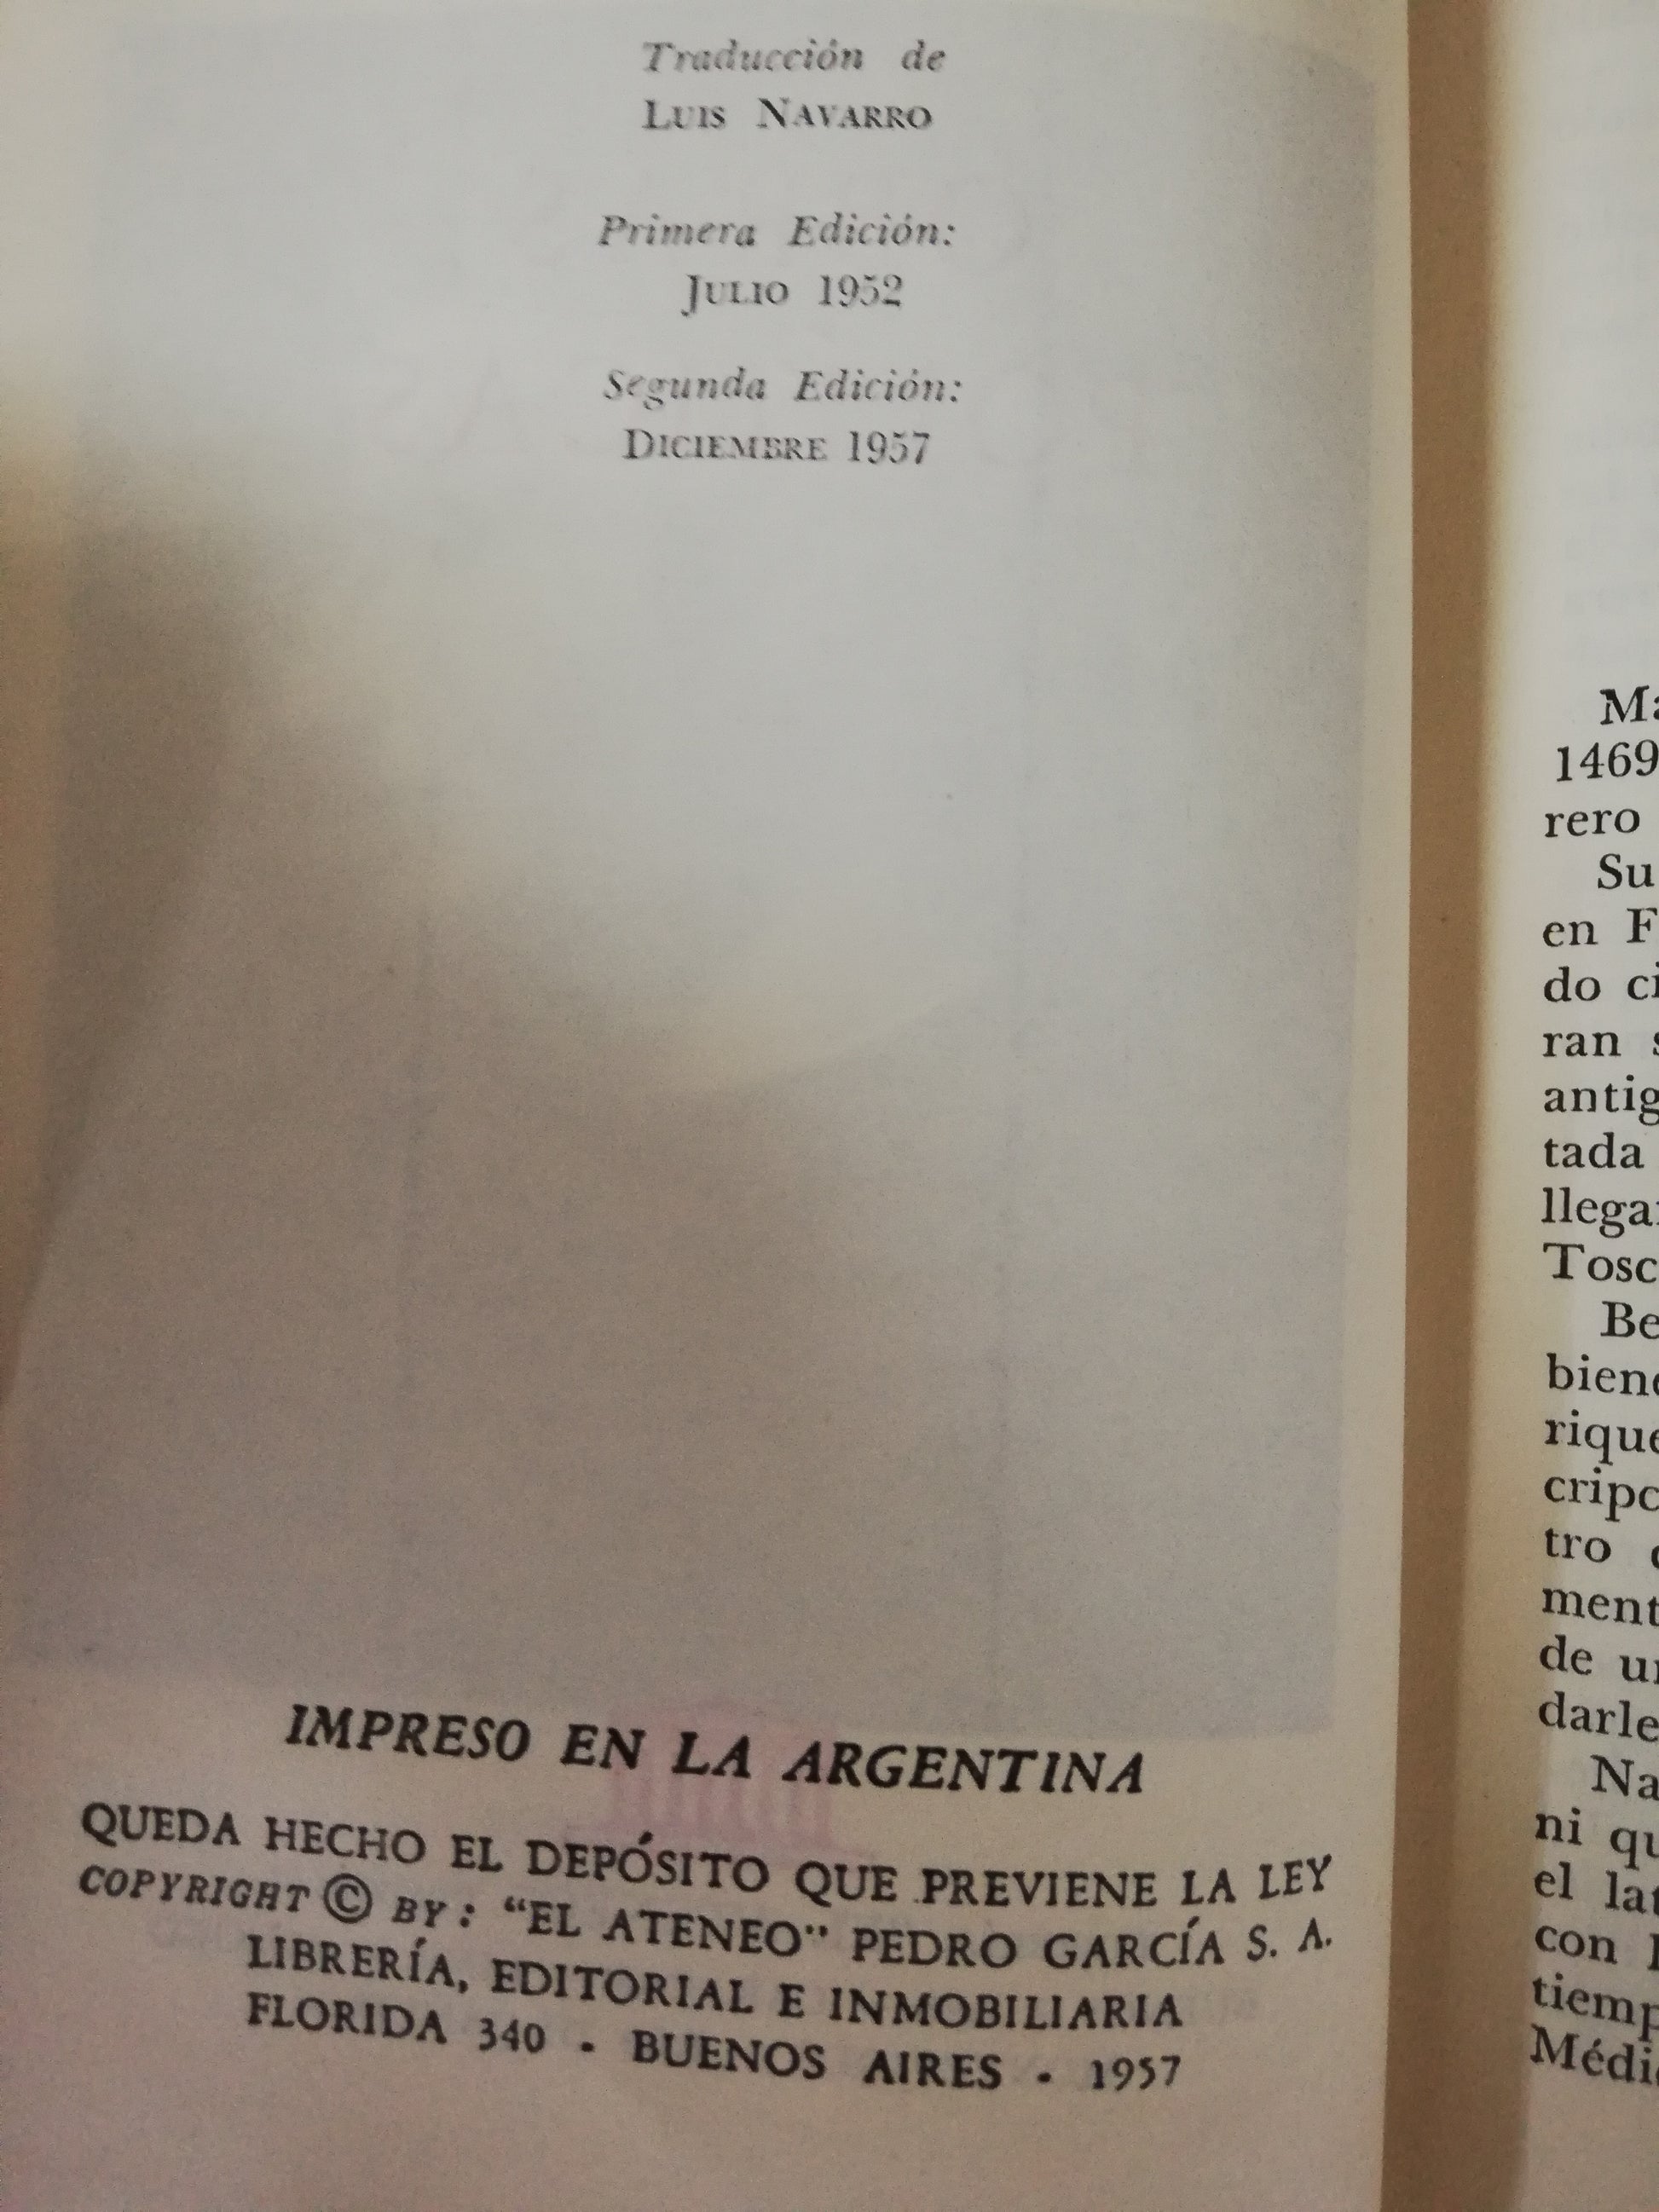 Traducción de
LUIS NAVARRO
Primera Edición:
JULIO 1952
Segunda Edición:
DICIEMBRE 1957
IMPRESO EN LA ARGENTINA
QUEDA HECHO EL DEPÓSITO QUE PREVIENE LA LEY
COPYRIGHT © BY: "EL ATENEO" PEDRO GARCÍA S. A.
LIBRERÍA, EDITORIAL E INMOBILIARIA
FLORIDA 340 - BUENOS AIRES - 1957
1469
rero
Su
en
do
ran
tada
Be
tro
de
Na
ni
el
con